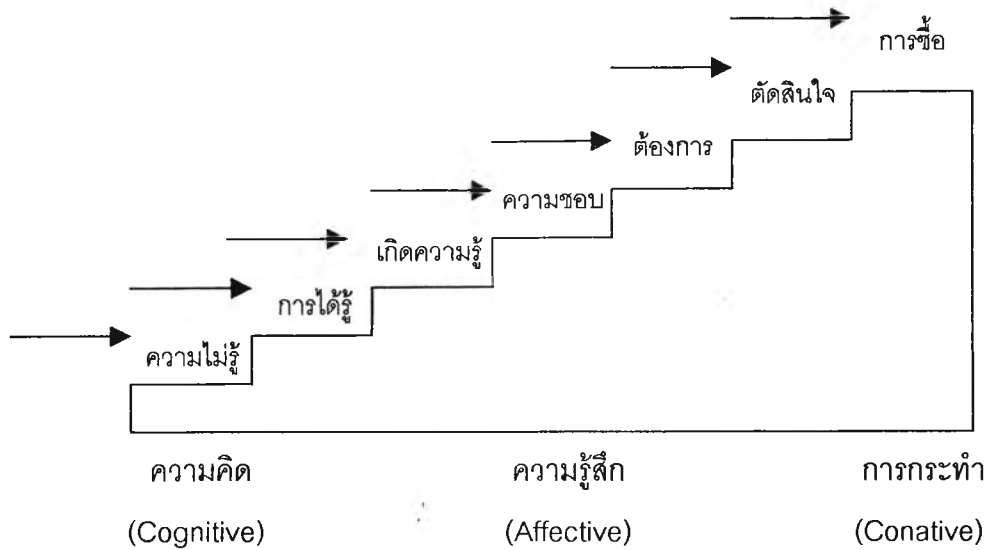 การซื้อ
ตัดสินใจ
ต้องการ
ความชอบ
เกิดความรู้
การได้รู้
ความไม่รู้
ความคิด ความรู้สึก การกระทำ
(Cognitive) (Affective) (Conative)